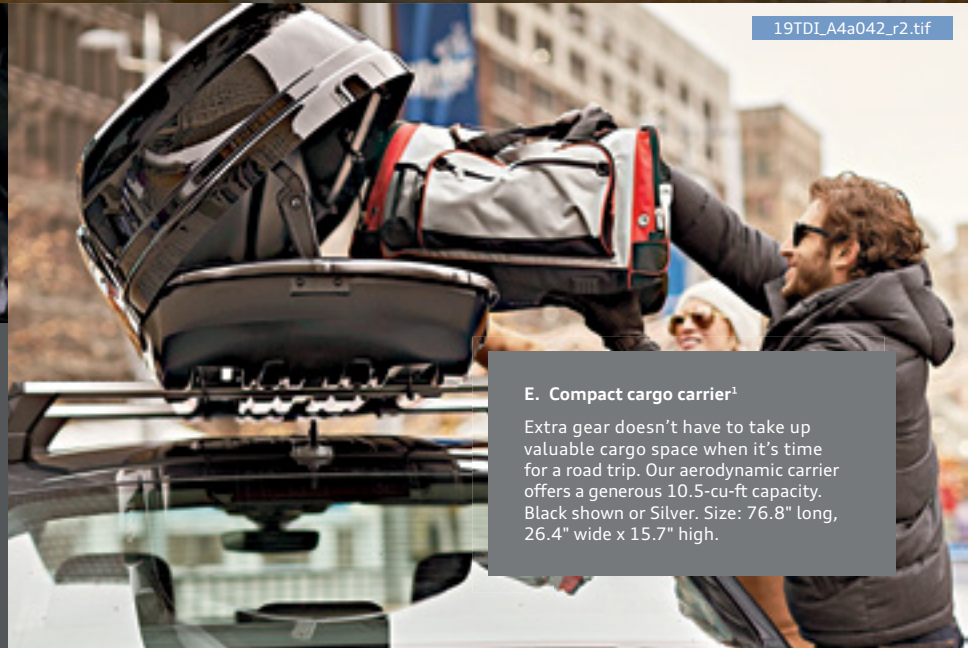 19TDI_A4a042_r2.tif
E. Compact cargo carrier¹
Extra gear doesn’t have to take up
valuable cargo space when it’s time
for a road trip. Our aerodynamic carrier
offers a generous 10.5-cu-ft capacity.
Black shown or Silver. Size: 76.8" long,
26.4" wide x 15.7" high.